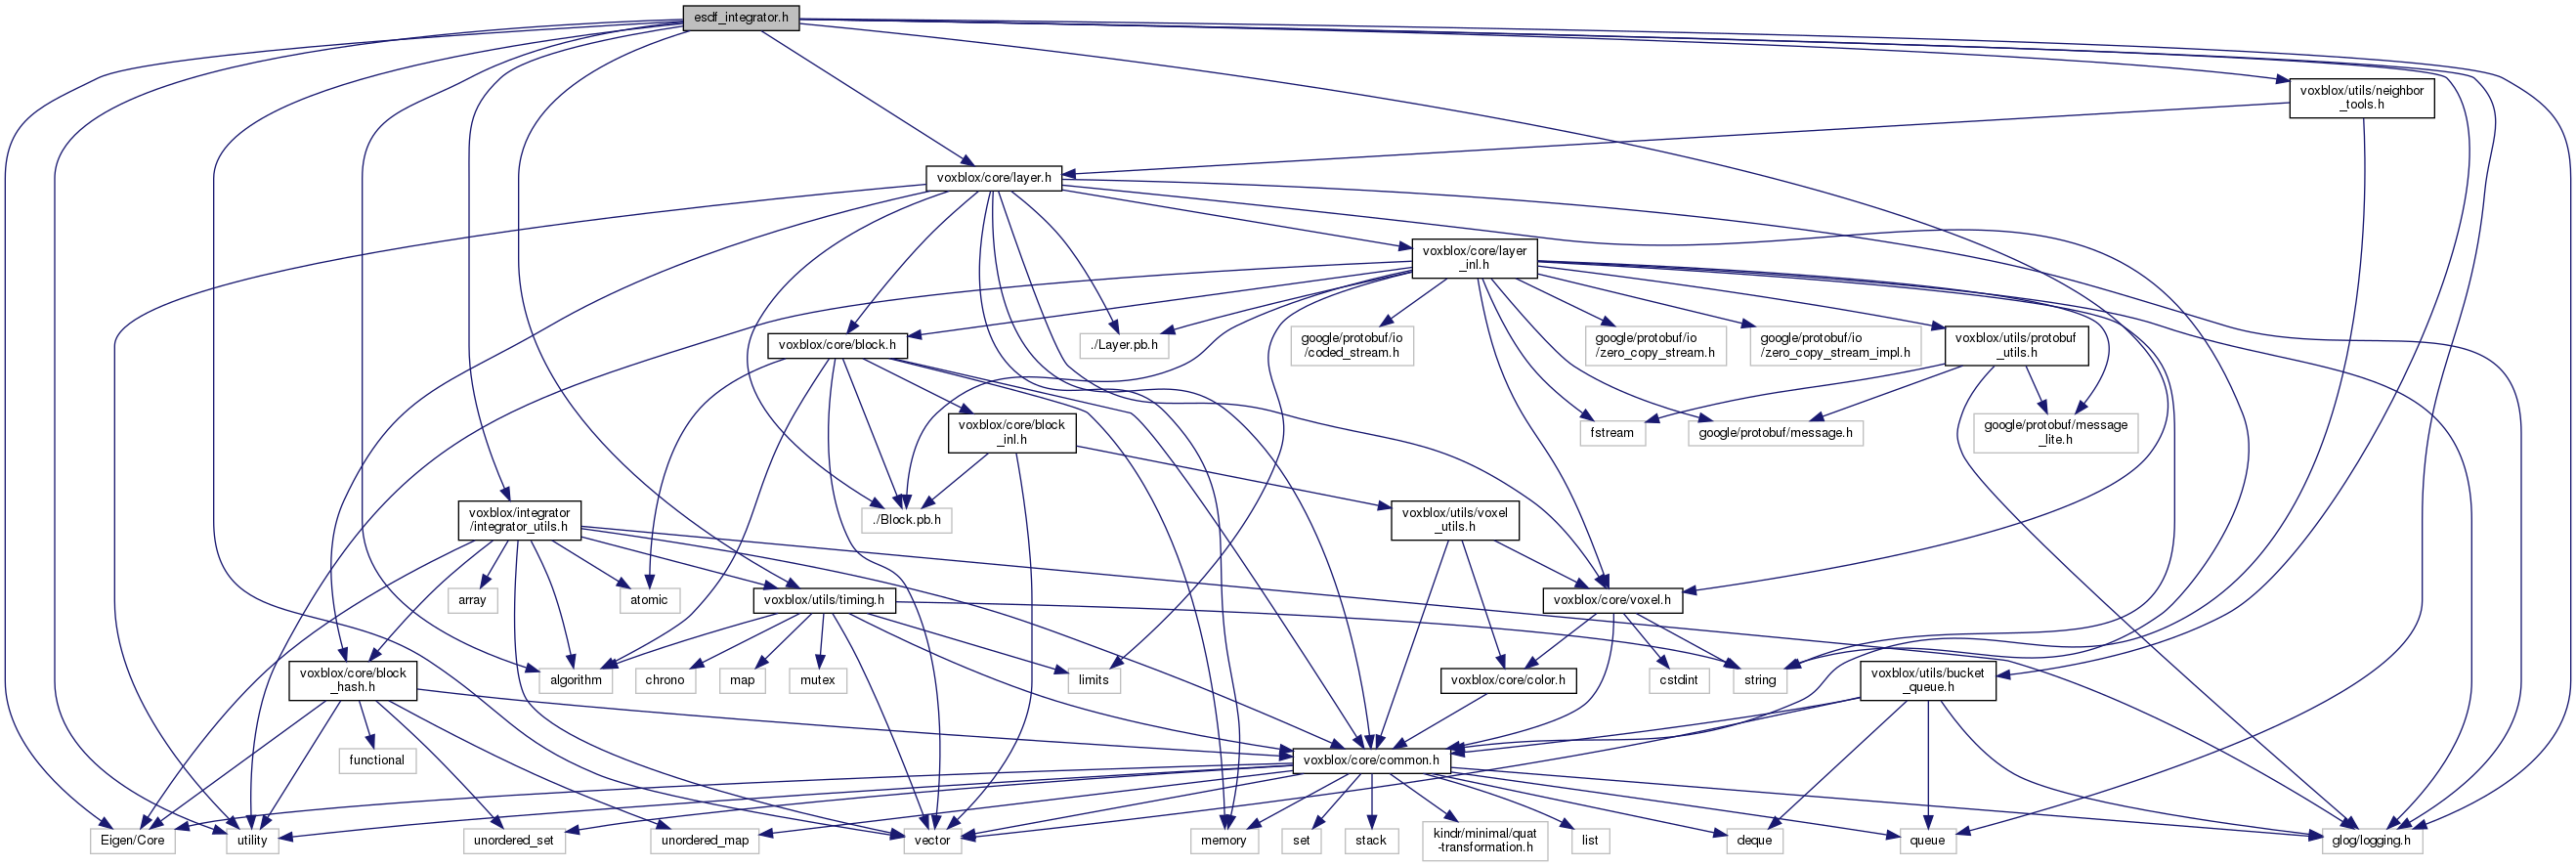 esdf_integrator.h
voxblox/utils/neighbor
_tools.h
voxblox/core/layer.h
voxblox/core/layer
_inl.h
voxblox/core/block.h
./Layer.pb.h
google/protobuf/io
/coded_stream.h
google/protobuf/io
/zero_copy_stream.h
google/protobuf/io
/zero_copy_stream_impl.h
voxblox/utils/protobuf
_utils.h
voxblox/core/block
_inl.h
fstream
google/protobuf/message.h
google/protobuf/message
_lite.h
voxblox/integrator
/integrator_utils.h
./Block.pb.h
voxblox/utils/voxel
_utils.h
array
atomic
voxblox/utils/timing.h
voxblox/core/voxel.h
voxblox/core/block
_hash.h
algorithm
chrono
map
mutex
limits
voxblox/core/color.h
cstdint
string
voxblox/utils/bucket
_queue.h
functional
voxblox/core/common.h
Eigen/Core
utility
unordered_set
unordered_map
vector
memory
set
stack
kindr/minimal/quat
-transformation.h
list
deque
queue
glog/logging.h